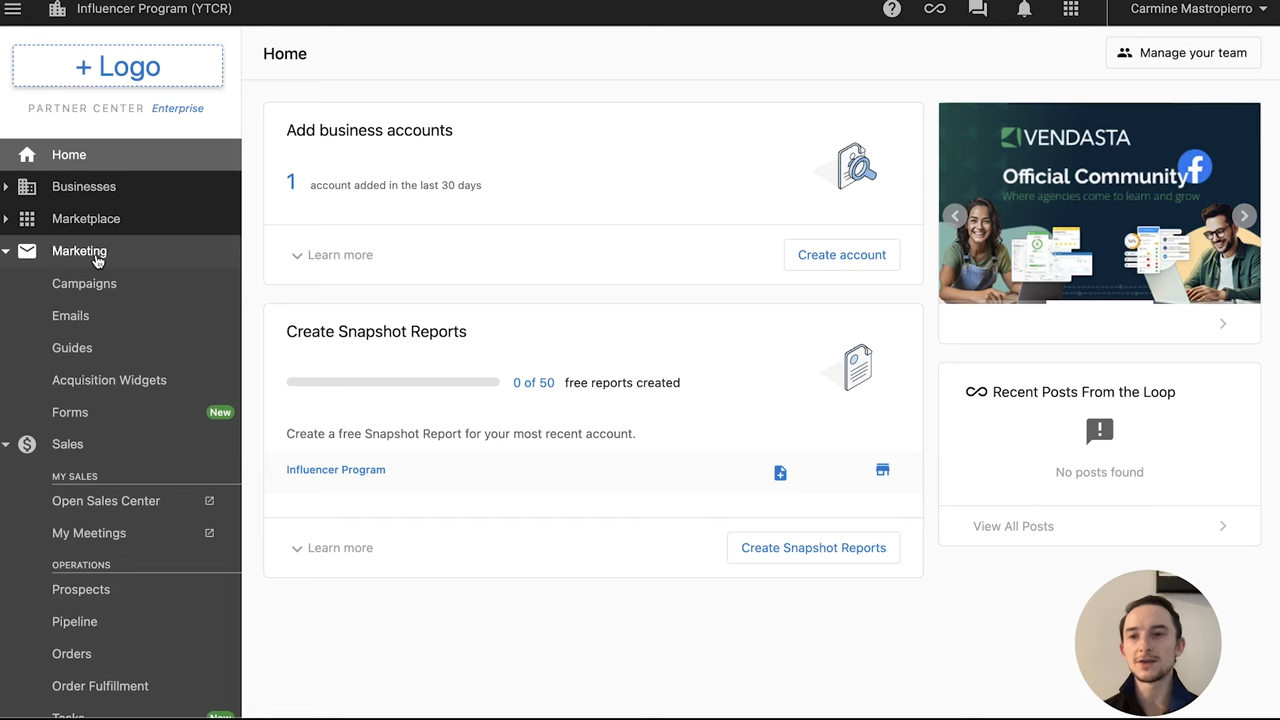 Influencer Program (YTCR)
Carmine Mastropierro
+ Logo
PARTNER CENTER Enterprise
Home
Businesses
Marketplace
Marketing
Campaigns
Emails
Guides
Acquisition Widgets
Forms New
Sales
MY SALES
Open Sales Center
My Meetings
OPERATIONS
Prospects
Pipeline
Orders
Order Fulfillment
Tasks New
Home
Manage your team
Add business accounts
1 account added in the last 30 days
Learn more
Create account
Create Snapshot Reports
0 of 50 free reports created
Create a free Snapshot Report for your most recent account.
Influencer Program
Learn more
Create Snapshot Reports
VENDASTA
Official Community
Where agencies come to learn and grow
Recent Posts From the Loop
No posts found
View All Posts